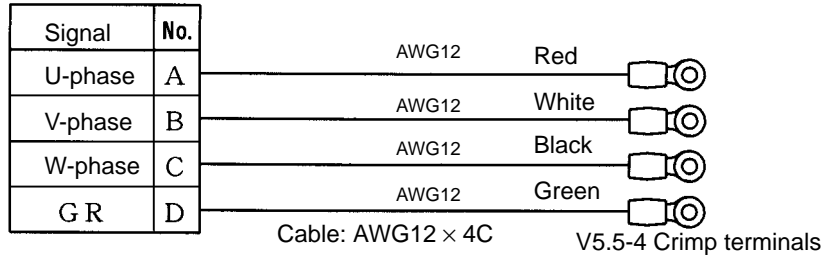 Signal No.
U-phase A AWG12 Red
V-phase B AWG12 White
W-phase C AWG12 Black
GR D AWG12 Green
Cable: AWG12 × 4C V5.5-4 Crimp terminals